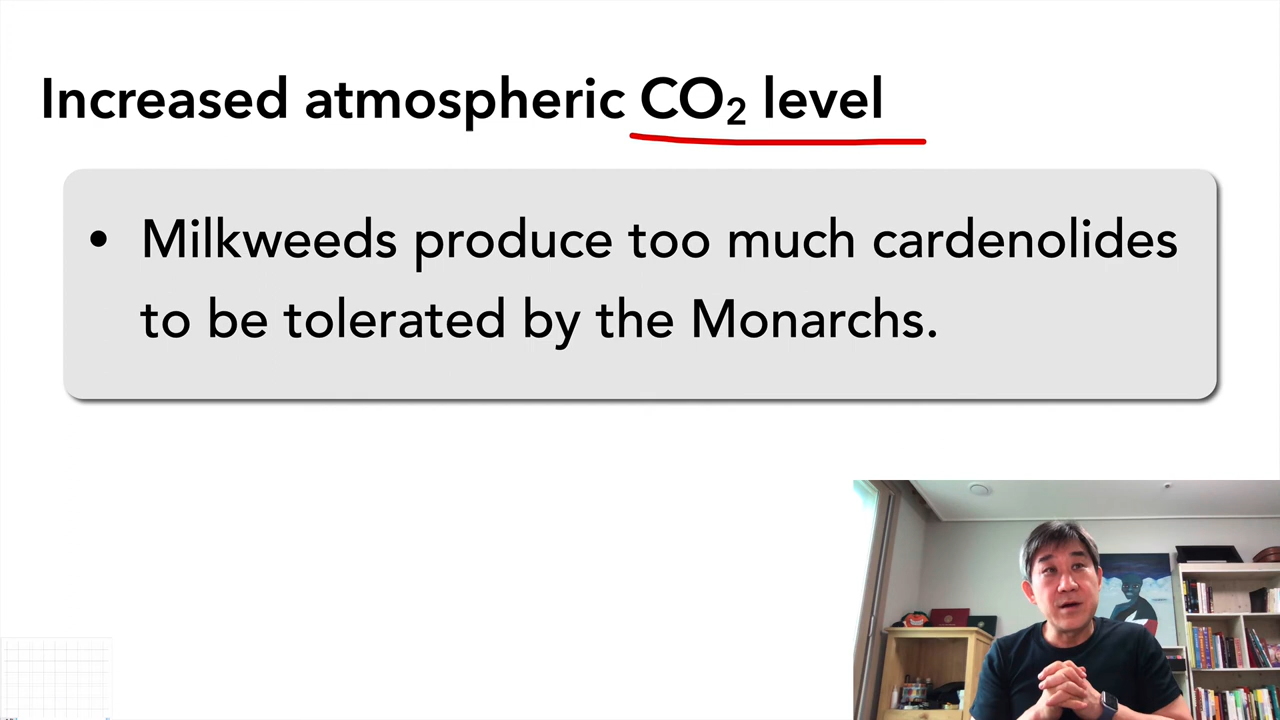 Increased atmospheric CO₂ level
• Milkweeds produce too much cardenolides
to be tolerated by the Monarchs.